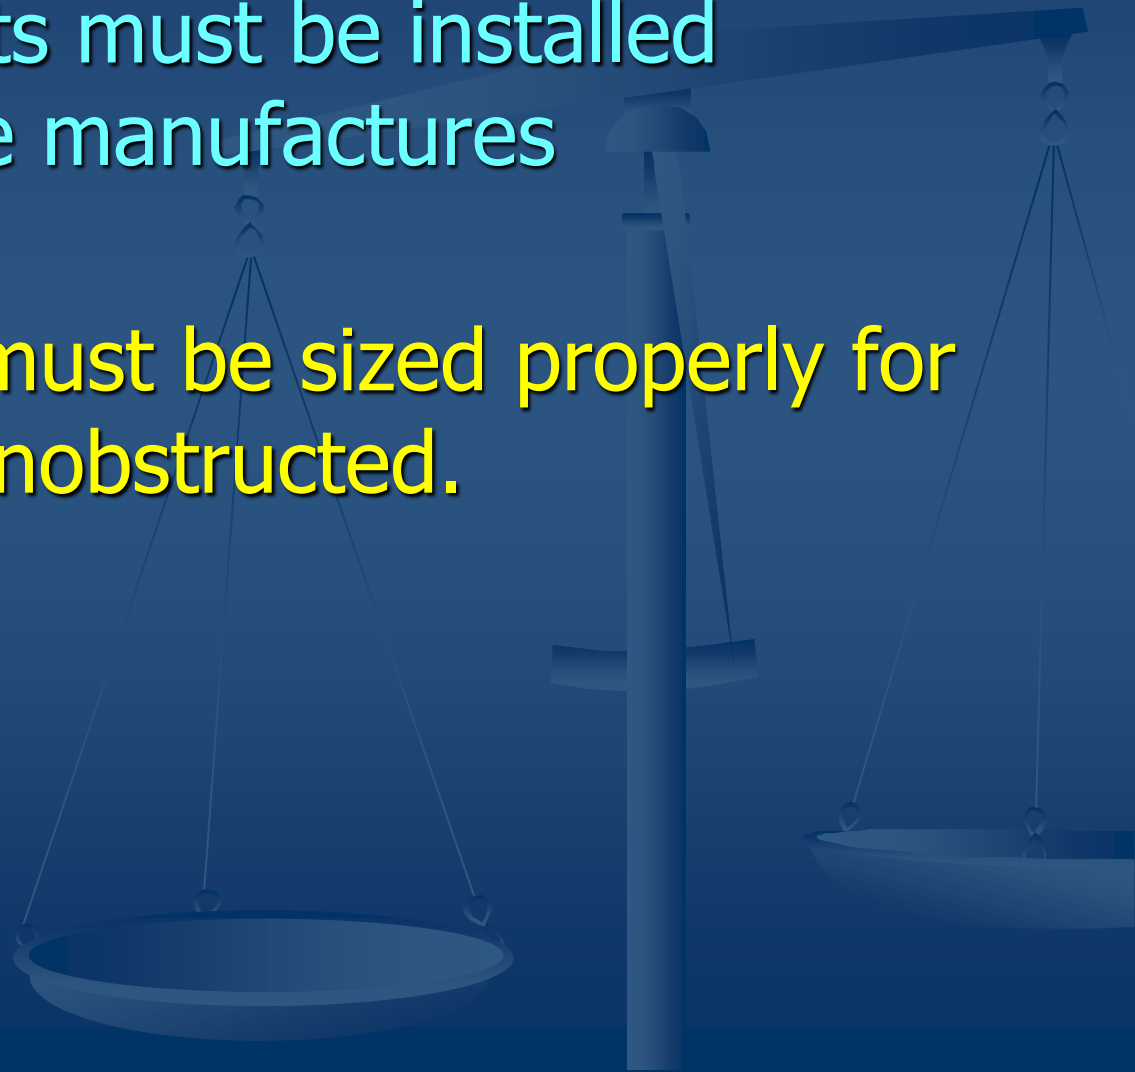 ts must be installed
e manufactures
must be sized properly for
nobstructed.